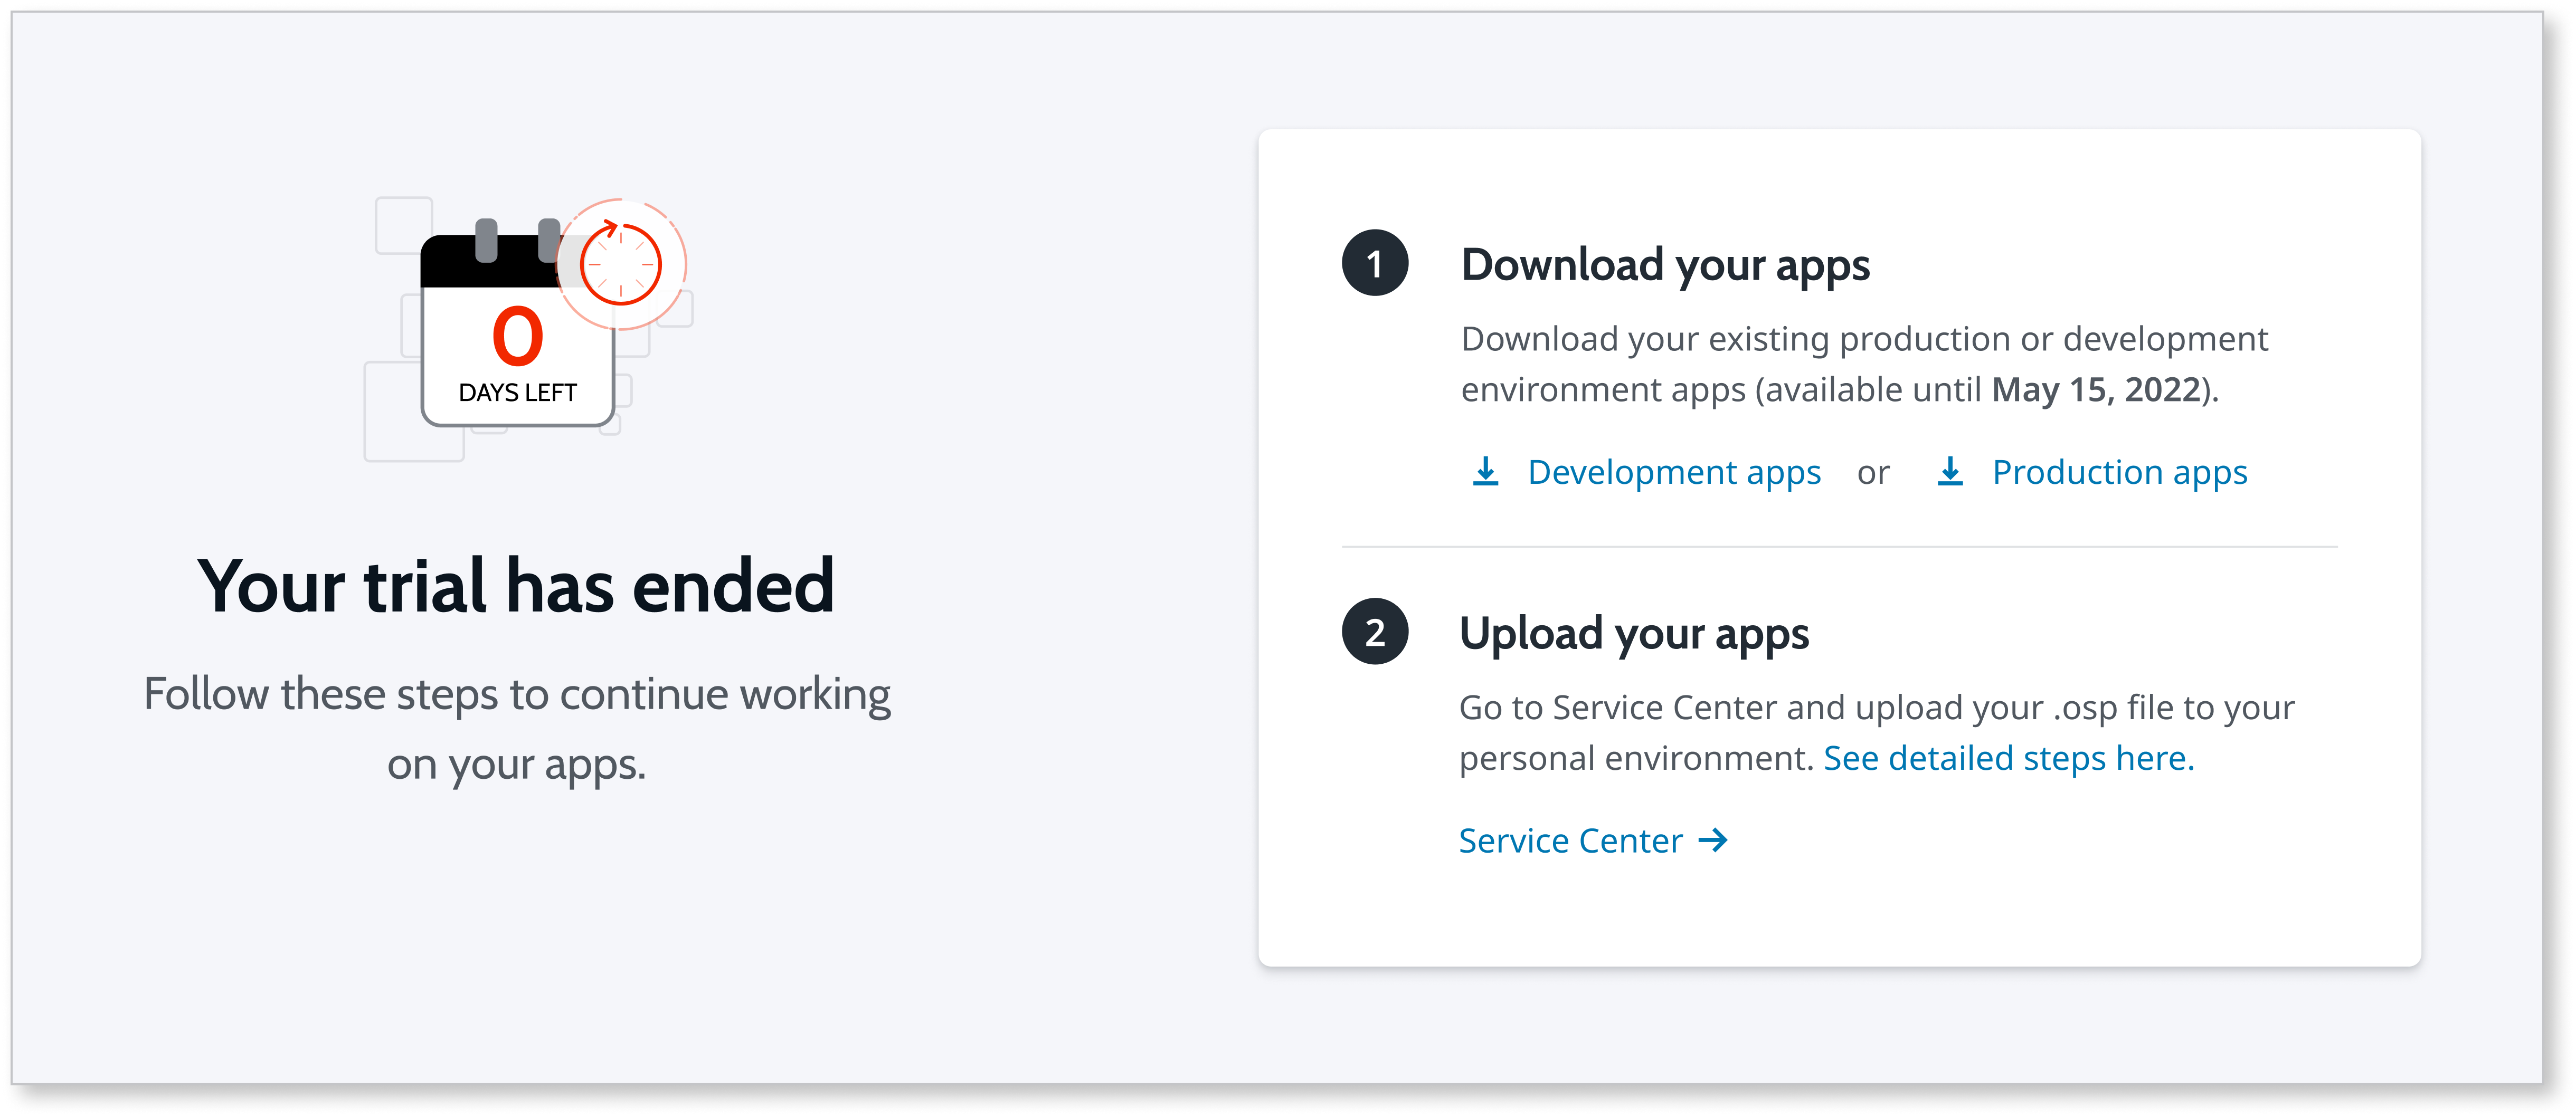 0
DAYS LEFT
Your trial has ended
Follow these steps to continue working
on your apps.
1
Download your apps
Download your existing production or development
environment apps (available until May 15, 2022).
Development apps or Production apps
2
Upload your apps
Go to Service Center and upload your .osp file to your
personal environment. See detailed steps here.
Service Center